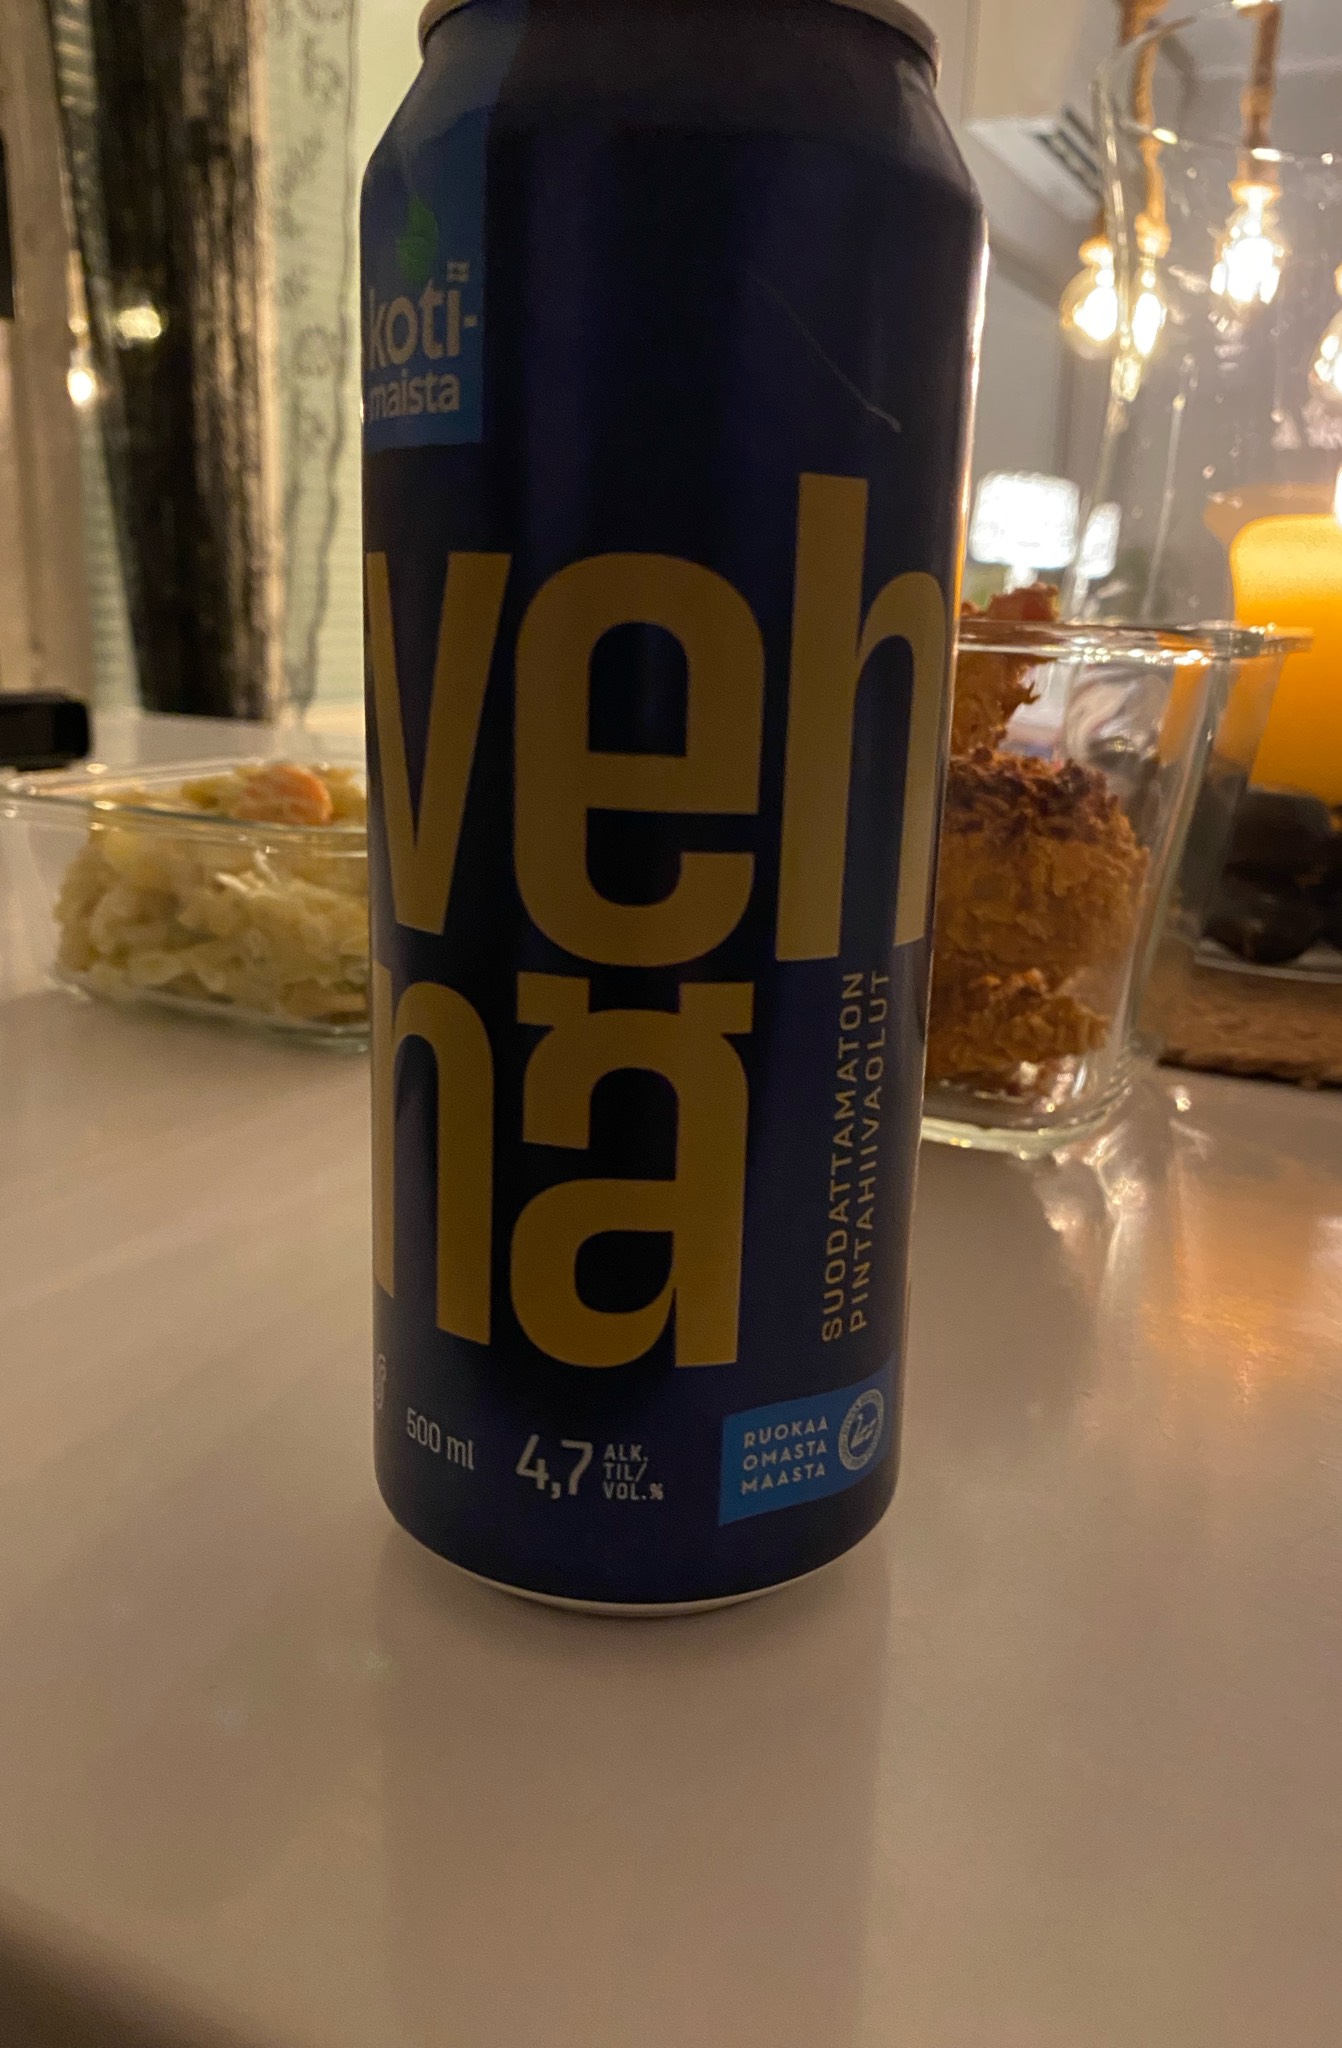 koti-
maista
veh
nä
SUODATTAMATON
PINTAHIIVAOLUT
500 ml
4,7 ALK.
TIL/
VOL.%
RUOKAA
OMASTA
MAASTA